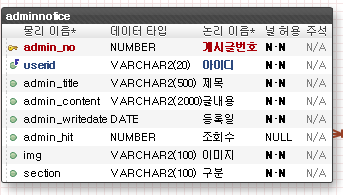 adminnotice
물리 이름* 데이터 타입 논리 이름* 널 허용 주석
admin_no NUMBER 게시글번호 N-N N/A
userid VARCHAR2(20) 아이디 N-N N/A
admin_title VARCHAR2(500) 제목 N-N N/A
admin_content VARCHAR2(2000) 글내용 N-N N/A
admin_writedate DATE 등록일 N-N N/A
admin_hit NUMBER 조회수 NULL N/A
img VARCHAR2(100) 이미지 N-N N/A
section VARCHAR2(100) 구분 N-N N/A